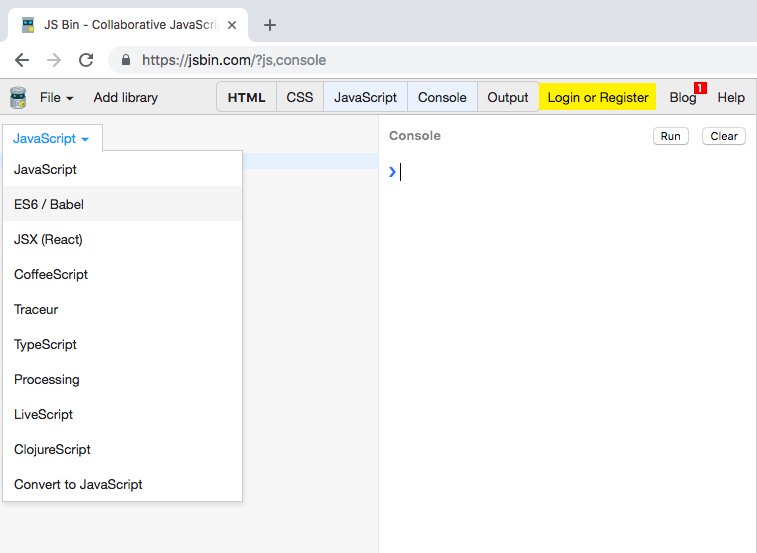 JS Bin - Collaborative JavaScri
https://jsbin.com/?js,console
File Add library HTML CSS JavaScript Console Output Login or Register Blog 1 Help
JavaScript
JavaScript
ES6 / Babel
JSX (React)
CoffeeScript
Traceur
TypeScript
Processing
LiveScript
ClojureScript
Convert to JavaScript
Console Run Clear